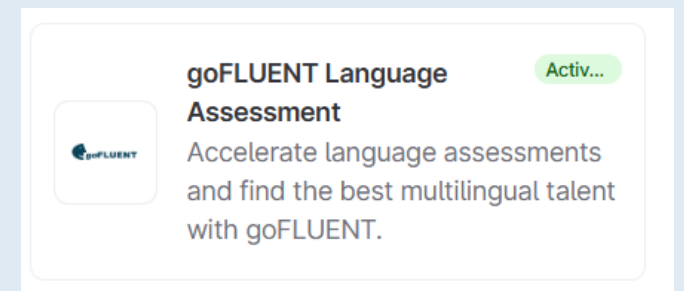 goFLUENT Language
Activ...
Assessment
goFLUENT
Accelerate language assessments
and find the best multilingual talent
with goFLUENT.